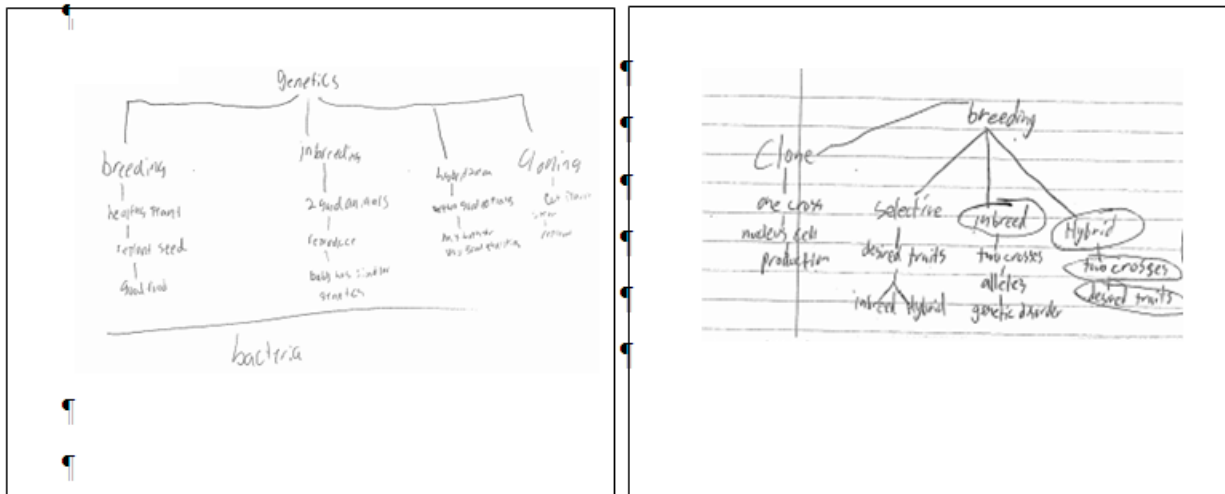 genetics
breeding
inbreeding
Cloning
healthy plant
2 good animals
replant seed
reproduce
good food
Baby has similar
genetics
bacteria
breeding
Clone
one cross
selective
inbreed
Hybrid
nucleus cell
desired traits
two crosses
two crosses
production
alleles
desired traits
inbreed Hybrid
genetic disorder